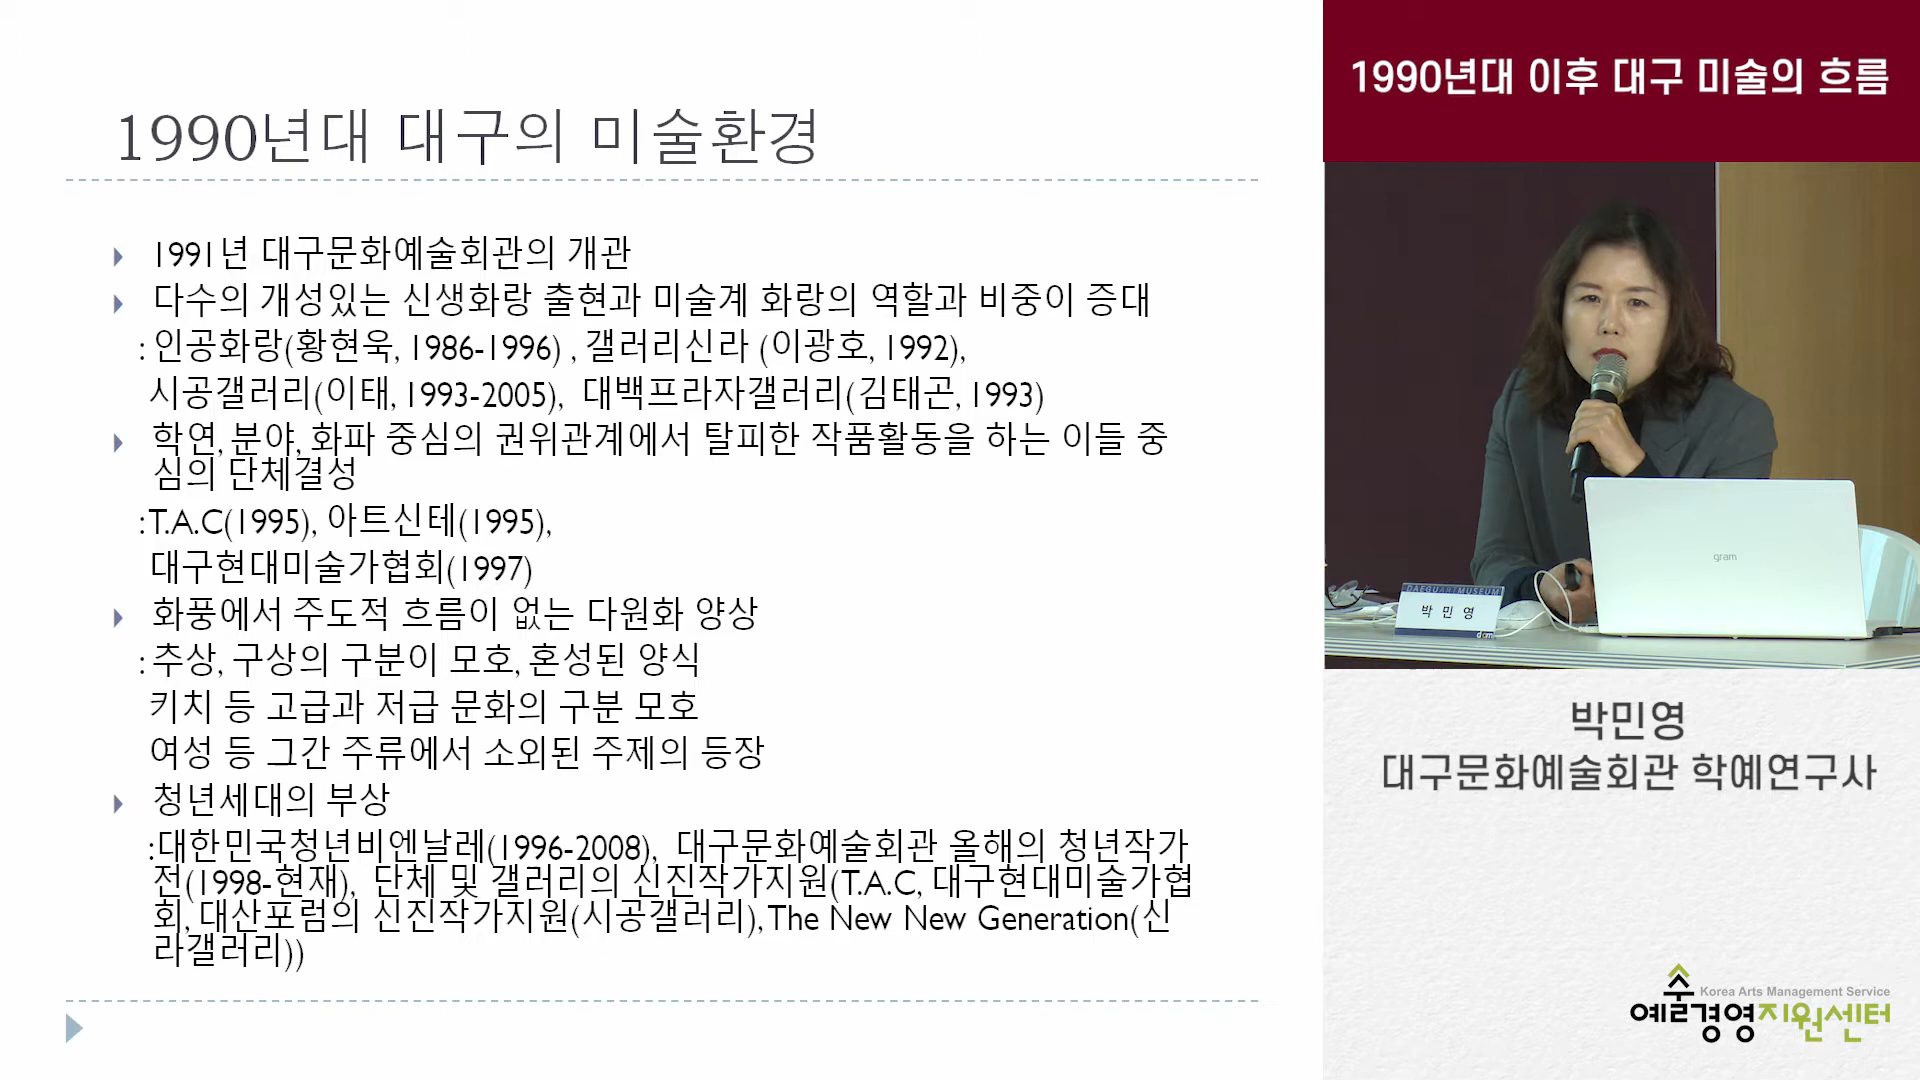 1990년대 대구의 미술환경
1991년 대구문화예술회관의 개관
다수의 개성있는 신생화랑 출현과 미술계 화랑의 역할과 비중이 증대
: 인공화랑(황현욱, 1986-1996) , 갤러리신라 (이광호, 1992),
시공갤러리(이태, 1993-2005), 대백프라자갤러리(김태곤, 1993)
학연, 분야, 화파 중심의 권위관계에서 탈피한 작품활동을 하는 이들 중
심의 단체결성
: T.A.C(1995), 아트신테(1995),
대구현대미술가협회(1997)
화풍에서 주도적 흐름이 없는 다원화 양상
: 추상, 구상의 구분이 모호, 혼성된 양식
키치 등 고급과 저급 문화의 구분 모호
여성 등 그간 주류에서 소외된 주제의 등장
청년세대의 부상
:대한민국청년비엔날레(1996-2008), 대구문화예술회관 올해의 청년작가
전(1998-현재), 단체 및 갤러리의 신진작가지원(T.A.C, 대구현대미술가협
회, 대산포럼의 신진작가지원(시공갤러리), The New New Generation(신
라갤러리))
1990년대 이후 대구 미술의 흐름
gram
DAEGU ART MUSEUM
박 민 영
dam
박민영
대구문화예술회관 학예연구사
Korea Arts Management Service
예술경영지원센터